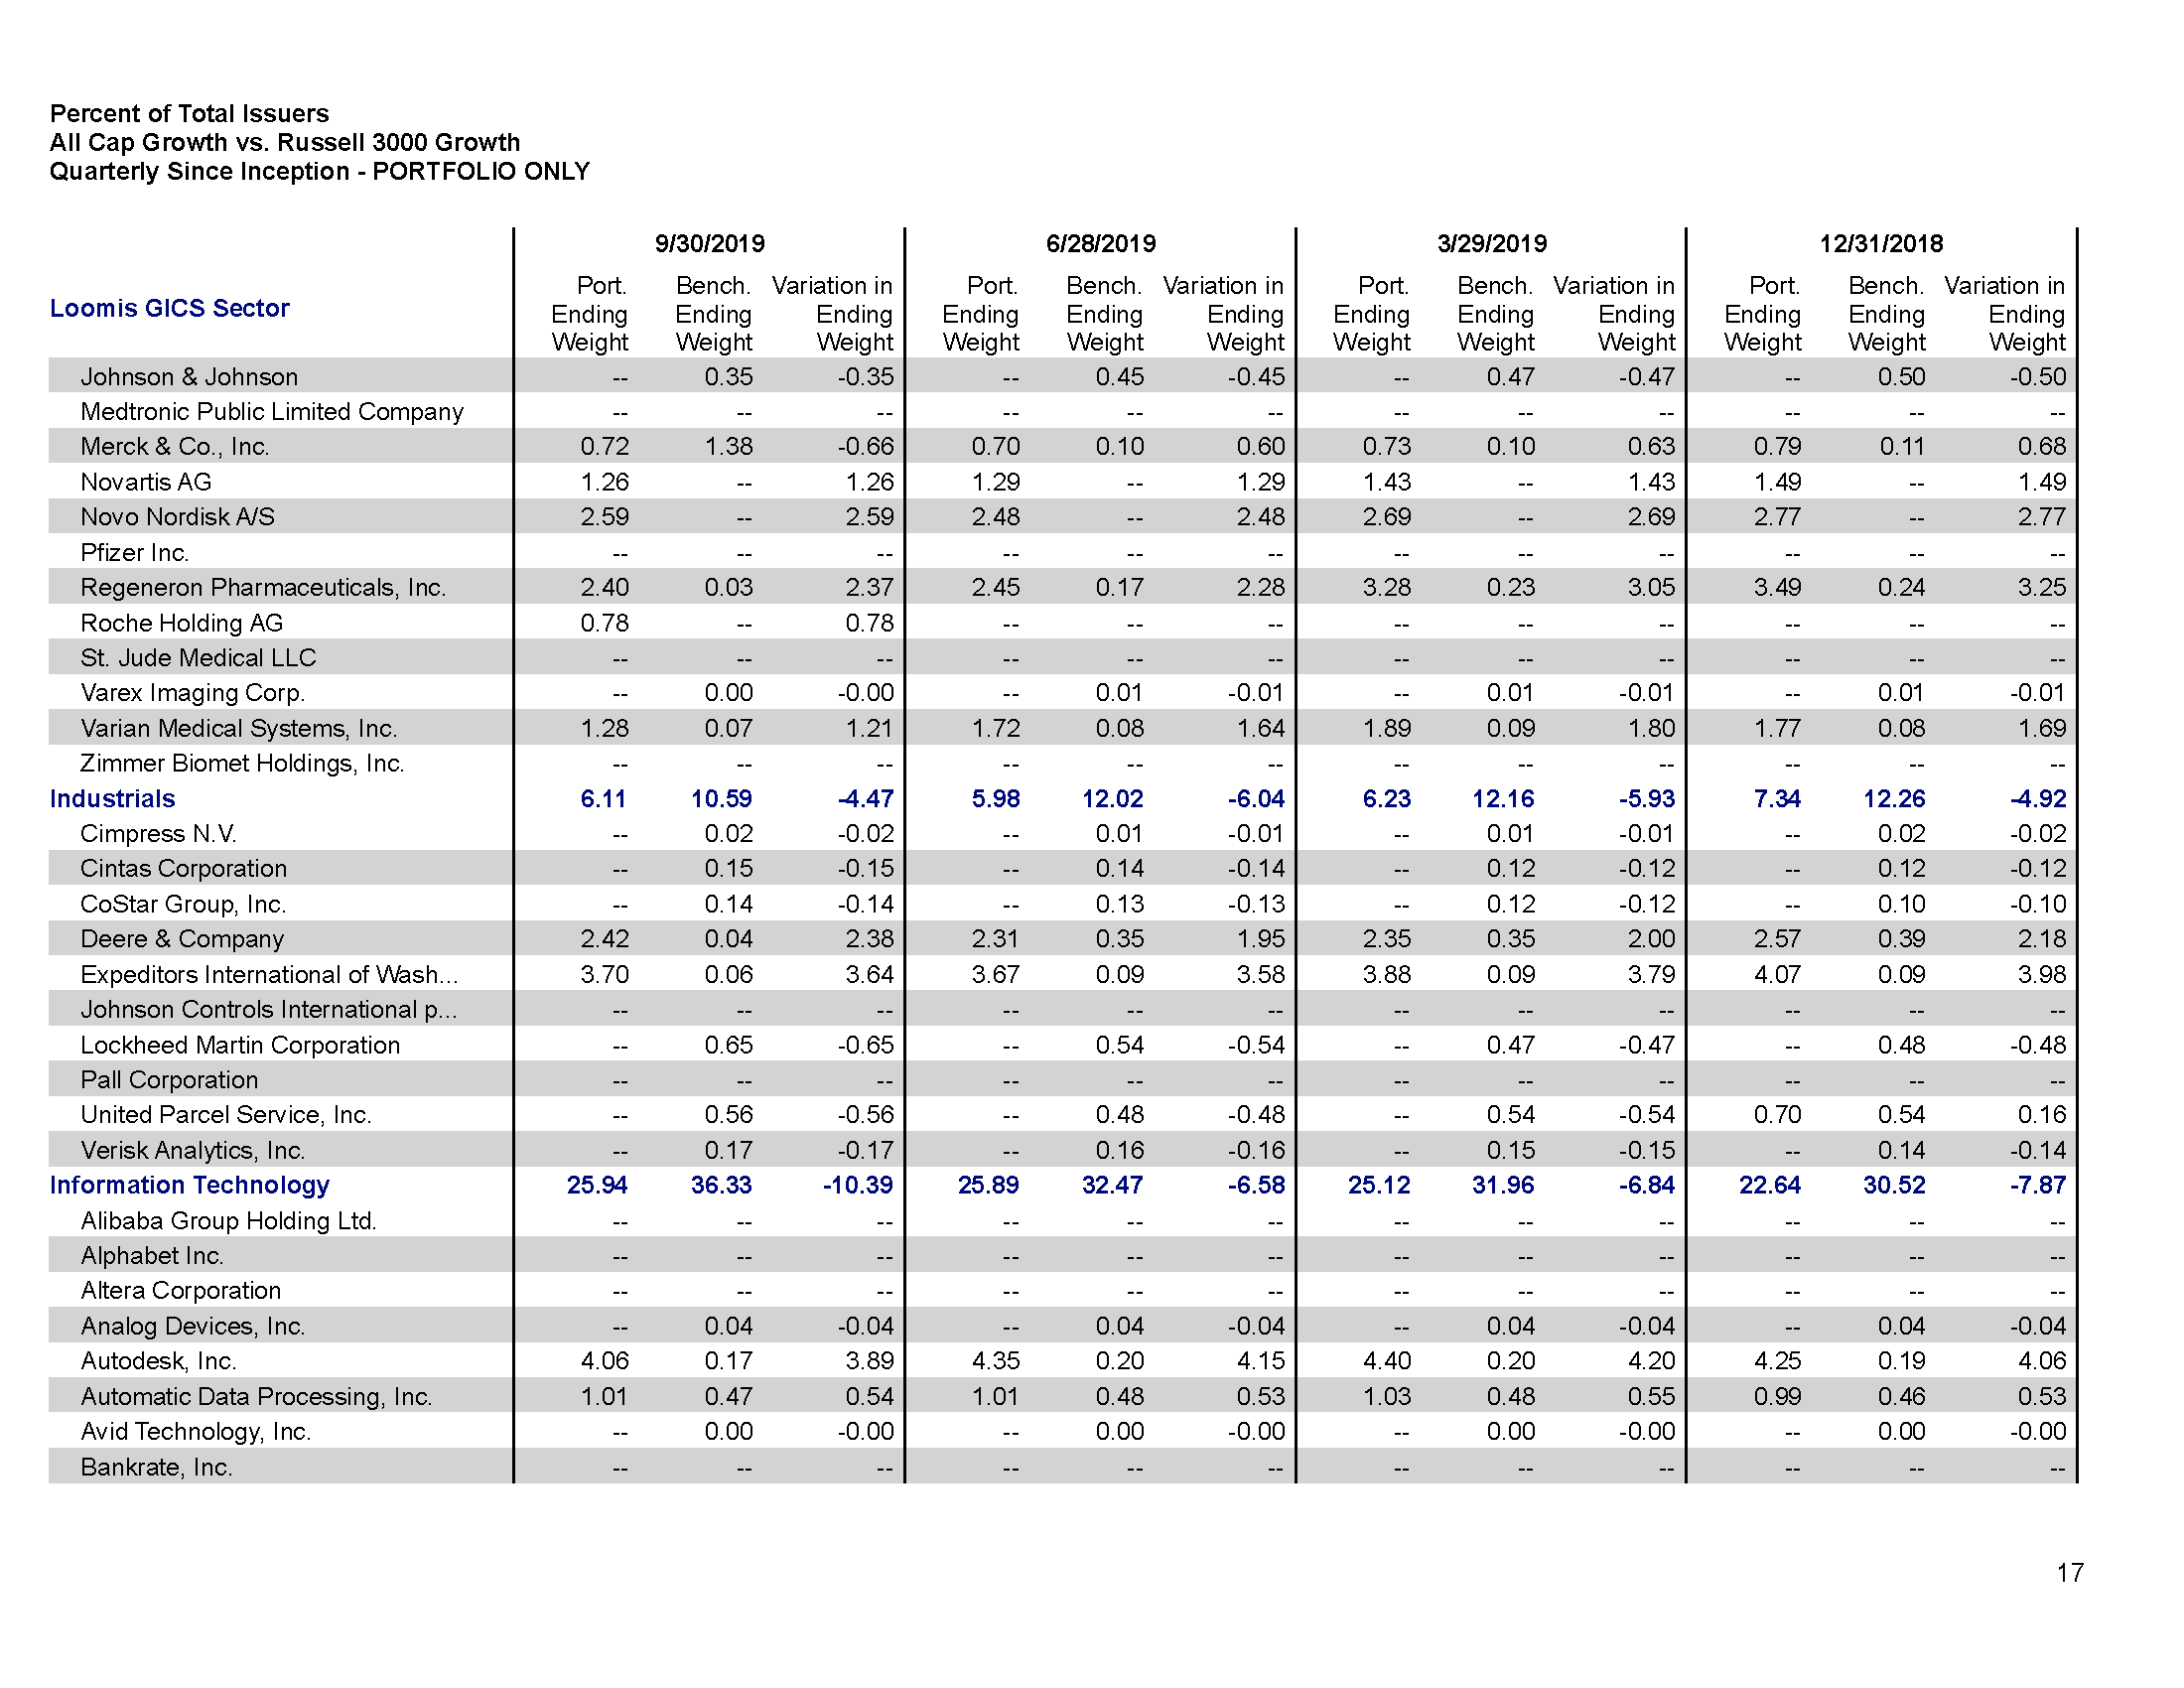 Percent of Total Issuers
All Cap Growth vs. Russell 3000 Growth
Quarterly Since Inception - PORTFOLIO ONLY
9/30/2019 6/28/2019 3/29/2019 12/31/2018
Port. Bench. Variation in Port. Bench. Variation in Port. Bench. Variation in Port. Bench. Variation in
Loomis GICS Sector Ending Ending Ending Ending Ending Ending Ending Ending Ending Ending Ending Ending
Weight Weight Weight Weight Weight Weight Weight Weight Weight Weight Weight Weight
Johnson & Johnson -- 0.35 -0.35 -- 0.45 -0.45 -- 0.47 -0.47 -- 0.50 -0.50
Medtronic Public Limited Company -- -- -- -- -- -- -- -- -- -- -- --
Merck & Co., Inc. 0.72 1.38 -0.66 0.70 0.10 0.60 0.73 0.10 0.63 0.79 0.11 0.68
Novartis AG 1.26 -- 1.26 1.29 -- 1.29 1.43 -- 1.43 1.49 -- 1.49
Novo Nordisk A/S 2.59 -- 2.59 2.48 -- 2.48 2.69 -- 2.69 2.77 -- 2.77
Pfizer Inc. -- -- -- -- -- -- -- -- -- -- -- --
Regeneron Pharmaceuticals, Inc. 2.40 0.03 2.37 2.45 0.17 2.28 3.28 0.23 3.05 3.49 0.24 3.25
Roche Holding AG 0.78 -- 0.78 -- -- -- -- -- -- -- -- --
St. Jude Medical LLC -- -- -- -- -- -- -- -- -- -- -- --
Varex Imaging Corp. -- 0.00 -0.00 -- 0.01 -0.01 -- 0.01 -0.01 -- 0.01 -0.01
Varian Medical Systems, Inc. 1.28 0.07 1.21 1.72 0.08 1.64 1.89 0.09 1.80 1.77 0.08 1.69
Zimmer Biomet Holdings, Inc. -- -- -- -- -- -- -- -- -- -- -- --
Industrials 6.11 10.59 -4.47 5.98 12.02 -6.04 6.23 12.16 -5.93 7.34 12.26 -4.92
Cimpress N.V. -- 0.02 -0.02 -- 0.01 -0.01 -- 0.01 -0.01 -- 0.02 -0.02
Cintas Corporation -- 0.15 -0.15 -- 0.14 -0.14 -- 0.12 -0.12 -- 0.12 -0.12
CoStar Group, Inc. -- 0.14 -0.14 -- 0.13 -0.13 -- 0.12 -0.12 -- 0.10 -0.10
Deere & Company 2.42 0.04 2.38 2.31 0.35 1.95 2.35 0.35 2.00 2.57 0.39 2.18
Expeditors International of Wash... 3.70 0.06 3.64 3.67 0.09 3.58 3.88 0.09 3.79 4.07 0.09 3.98
Johnson Controls International p... -- -- -- -- -- -- -- -- -- -- -- --
Lockheed Martin Corporation -- 0.65 -0.65 -- 0.54 -0.54 -- 0.47 -0.47 -- 0.48 -0.48
Pall Corporation -- -- -- -- -- -- -- -- -- -- -- --
United Parcel Service, Inc. -- 0.56 -0.56 -- 0.48 -0.48 -- 0.54 -0.54 0.70 0.54 0.16
Verisk Analytics, Inc. -- 0.17 -0.17 -- 0.16 -0.16 -- 0.15 -0.15 -- 0.14 -0.14
Information Technology 25.94 36.33 -10.39 25.89 32.47 -6.58 25.12 31.96 -6.84 22.64 30.52 -7.87
Alibaba Group Holding Ltd. -- -- -- -- -- -- -- -- -- -- -- --
Alphabet Inc. -- -- -- -- -- -- -- -- -- -- -- --
Altera Corporation -- -- -- -- -- -- -- -- -- -- -- --
Analog Devices, Inc. -- 0.04 -0.04 -- 0.04 -0.04 -- 0.04 -0.04 -- 0.04 -0.04
Autodesk, Inc. 4.06 0.17 3.89 4.35 0.20 4.15 4.40 0.20 4.20 4.25 0.19 4.06
Automatic Data Processing, Inc. 1.01 0.47 0.54 1.01 0.48 0.53 1.03 0.48 0.55 0.99 0.46 0.53
Avid Technology, Inc. -- 0.00 -0.00 -- 0.00 -0.00 -- 0.00 -0.00 -- 0.00 -0.00
Bankrate, Inc. -- -- -- -- -- -- -- -- -- -- -- --
17